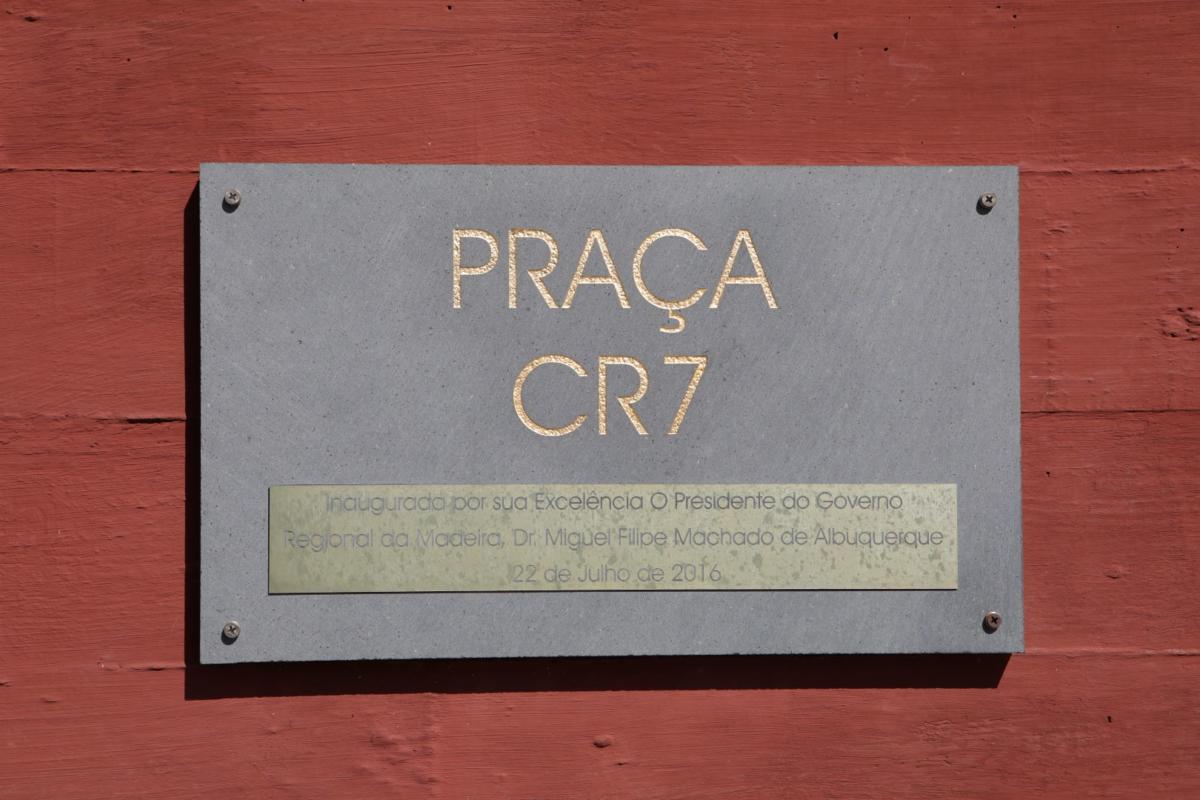 PRAÇA
CR7
Inaugurada por sua Excelência O Presidente do Governo
Regional da Madeira, Dr. Miguel Filipe Machado de Albuquerque
22 de Julho de 2016